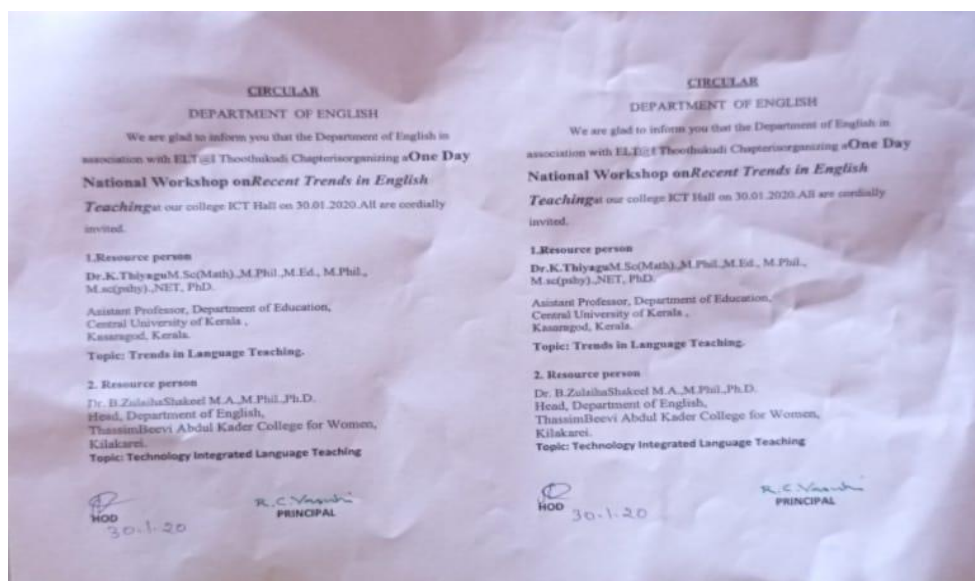 CIRCULAR
DEPARTMENT OF ENGLISH
We are glad to inform you that the Department of English in
association with ELT@I Thoothukudi Chapterisorganizing aOne Day
National Workshop onRecent Trends in English
Teachingat our college ICT Hall on 30.01.2020.All are cordially
invited.
1.Resource person
Dr.K.ThiyaguM.Sc(Math).,M.Phil.,M.Ed., M.Phil.,
M.sc(pshy).,NET, PhD.
Asistant Professor, Department of Education,
Central University of Kerala ,
Kasaragod, Kerala.
Topic: Trends in Language Teaching.
2. Resource person
Dr. B.ZulaihaShakeel M.A.,M.Phil.,Ph.D.
Head, Department of English,
ThassimBeevi Abdul Kader College for Women,
Kilakarei.
Topic: Technology Integrated Language Teaching
R.C.
HOD
PRINCIPAL
30.1.20
CIRCULAR
DEPARTMENT OF ENGLISH
We are glad to inform you that the Department of English in
association with ELT@I Thoothukudi Chapterisorganizing aOne Day
National Workshop onRecent Trends in English
Teachingat our college ICT Hall on 30.01.2020.All are cordially
invited.
1.Resource person
Dr.K.ThiyaguM.Sc(Math).,M.Phil.,M.Ed., M.Phil.,
M.sc(pshy).,NET, PhD.
Asistant Professor, Department of Education,
Central University of Kerala ,
Kasaragod, Kerala.
Topic: Trends in Language Teaching.
2. Resource person
Dr. B.ZulaihaShakeel M.A.,M.Phil.,Ph.D.
Head, Department of English,
ThassimBeevi Abdul Kader College for Women,
Kilakarei.
Topic: Technology Integrated Language Teaching
R.C.
HOD
PRINCIPAL
30.1.20